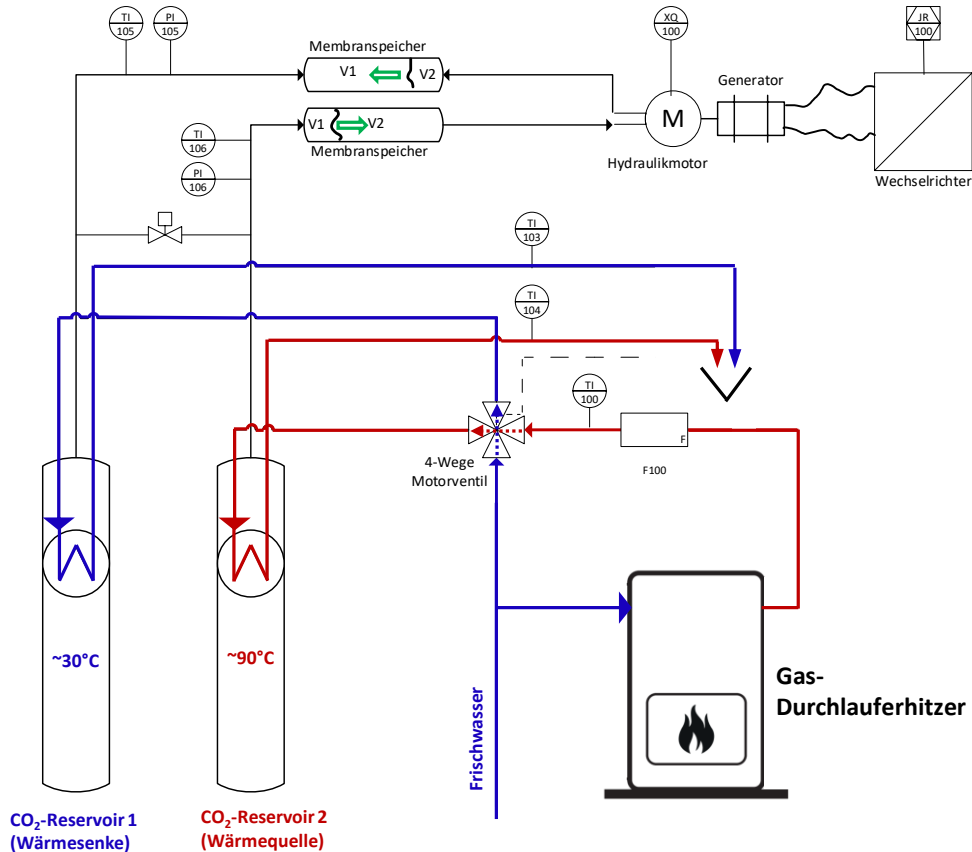 TI
105
PI
105
XQ
100
JR
100
Membranspeicher
V1
V2
Generator
V1
V2
Membranspeicher
M
Hydraulikmotor
Wechselrichter
TI
106
PI
106
TI
103
TI
104
TI
100
F
F100
4-Wege
Motorventil
~30°C
~90°C
Frischwasser
Gas-
Durchlauferhitzer
CO₂-Reservoir 1
(Wärmesenke)
CO₂-Reservoir 2
(Wärmequelle)